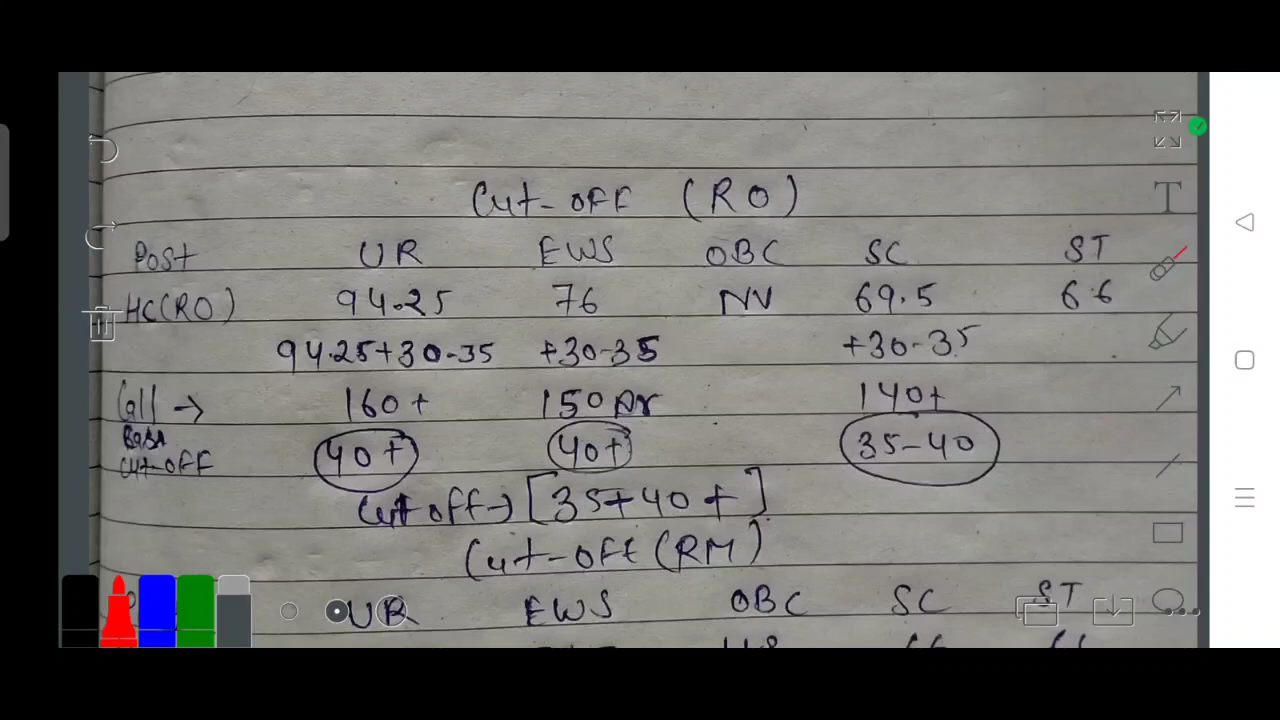 Cut-off (RO)
Post UR EWS OBC SC ST
HC(RO) 94.25 76 NV 69.5 66
94.25+30-35 +30-35 +30-35
Call → 160+ 150 140+
40+ 40+ 35-40
Cut-off
Cut off → [35+40+]
Cut-off (RM)
UR EWS OBC SC ST
T